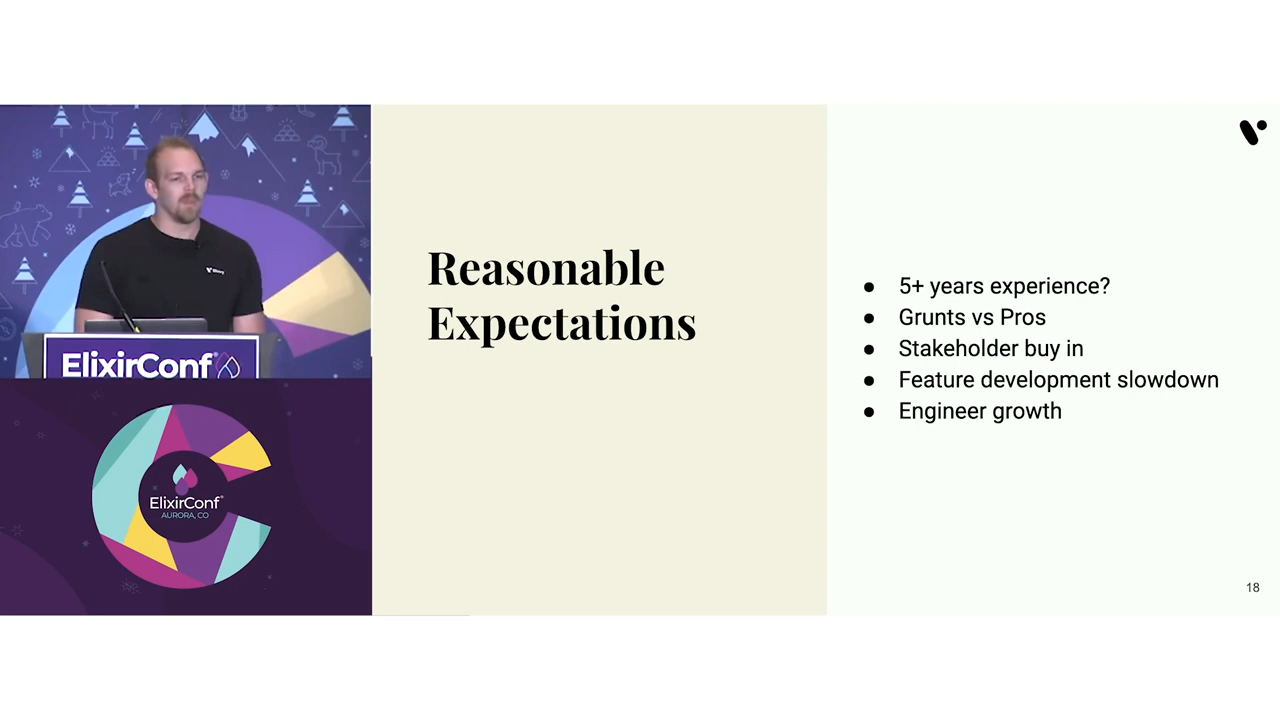 Reasonable
Expectations
5+ years experience?
Grunts vs Pros
Stakeholder buy in
Feature development slowdown
Engineer growth
18
ElixirConf
ElixirConf
AURORA, CO